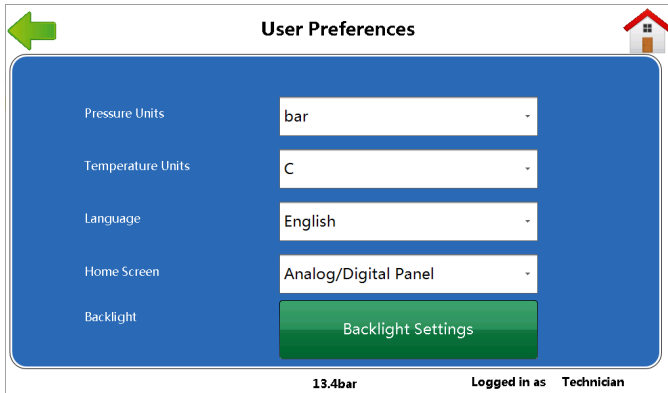 User Preferences
Pressure Units
bar
Temperature Units
C
Language
English
Home Screen
Analog/Digital Panel
Backlight
Backlight Settings
13.4bar Logged in as Technician